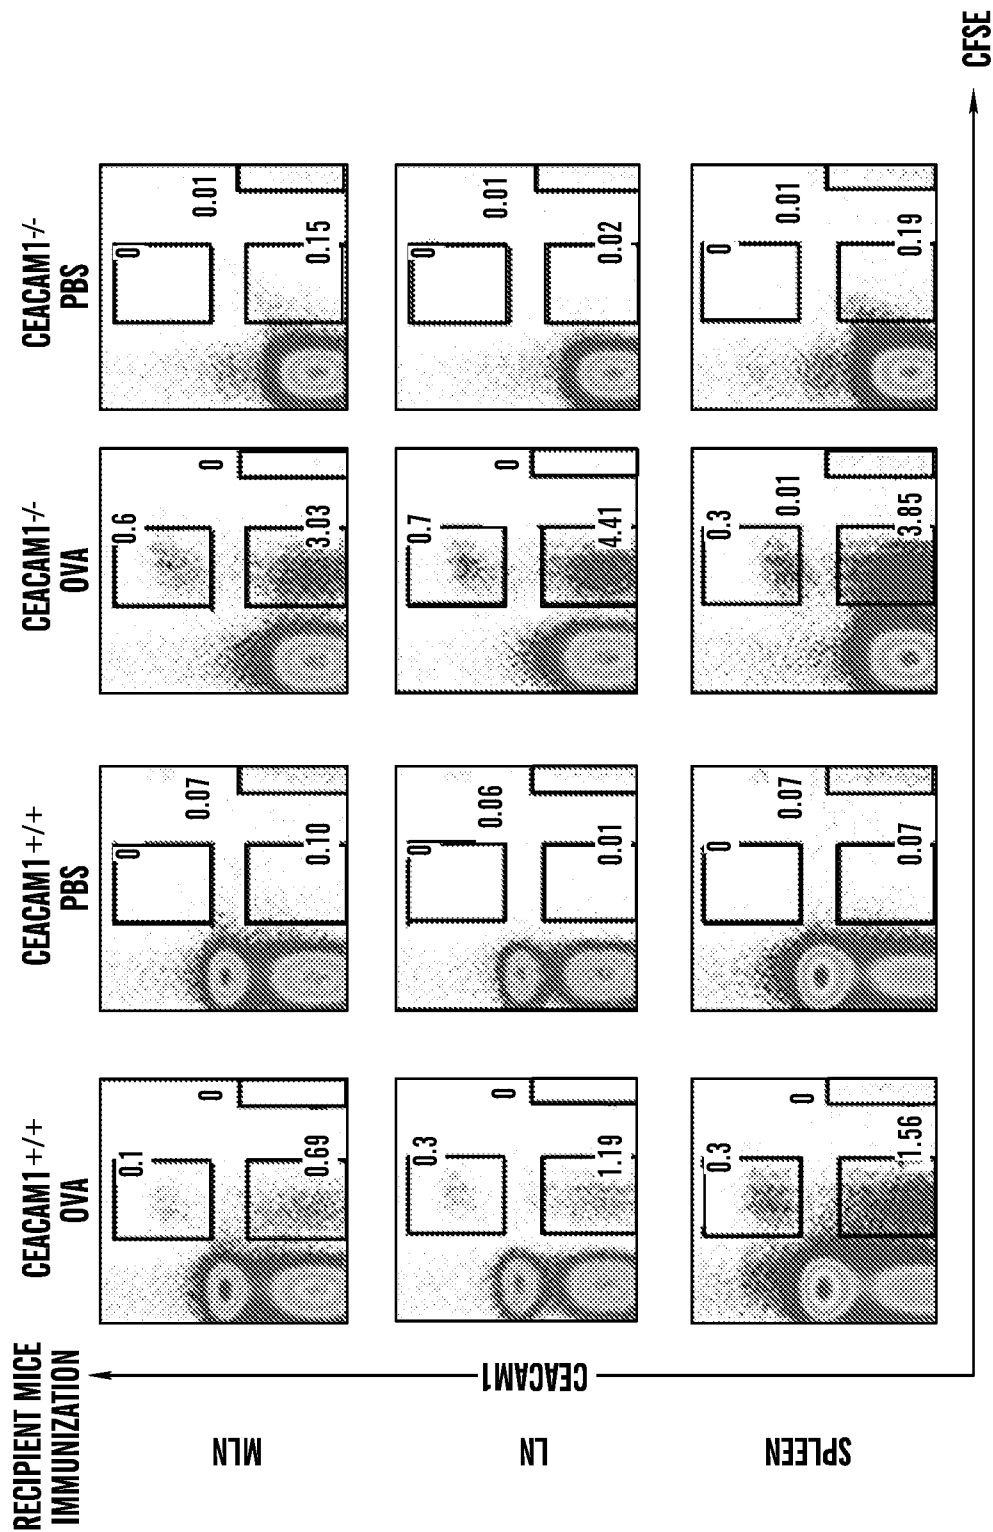 RECIPIENT MICE
IMMUNIZATION
CEACAM1+/+
OVA
CEACAM1+/+
PBS
CEACAM1-/-
OVA
CEACAM1-/-
PBS
MLN
0.1
0
0.69
0
0.07
0.10
0.6
0
3.03
0
0.01
0.15
LN
0.3
0
1.19
0
0.06
0.01
0.7
0
4.41
0
0.01
0.02
SPLEEN
0.3
0
1.56
0
0.07
0.07
0.3
0.01
3.85
0
0.01
0.19
CEACAM1
CFSE